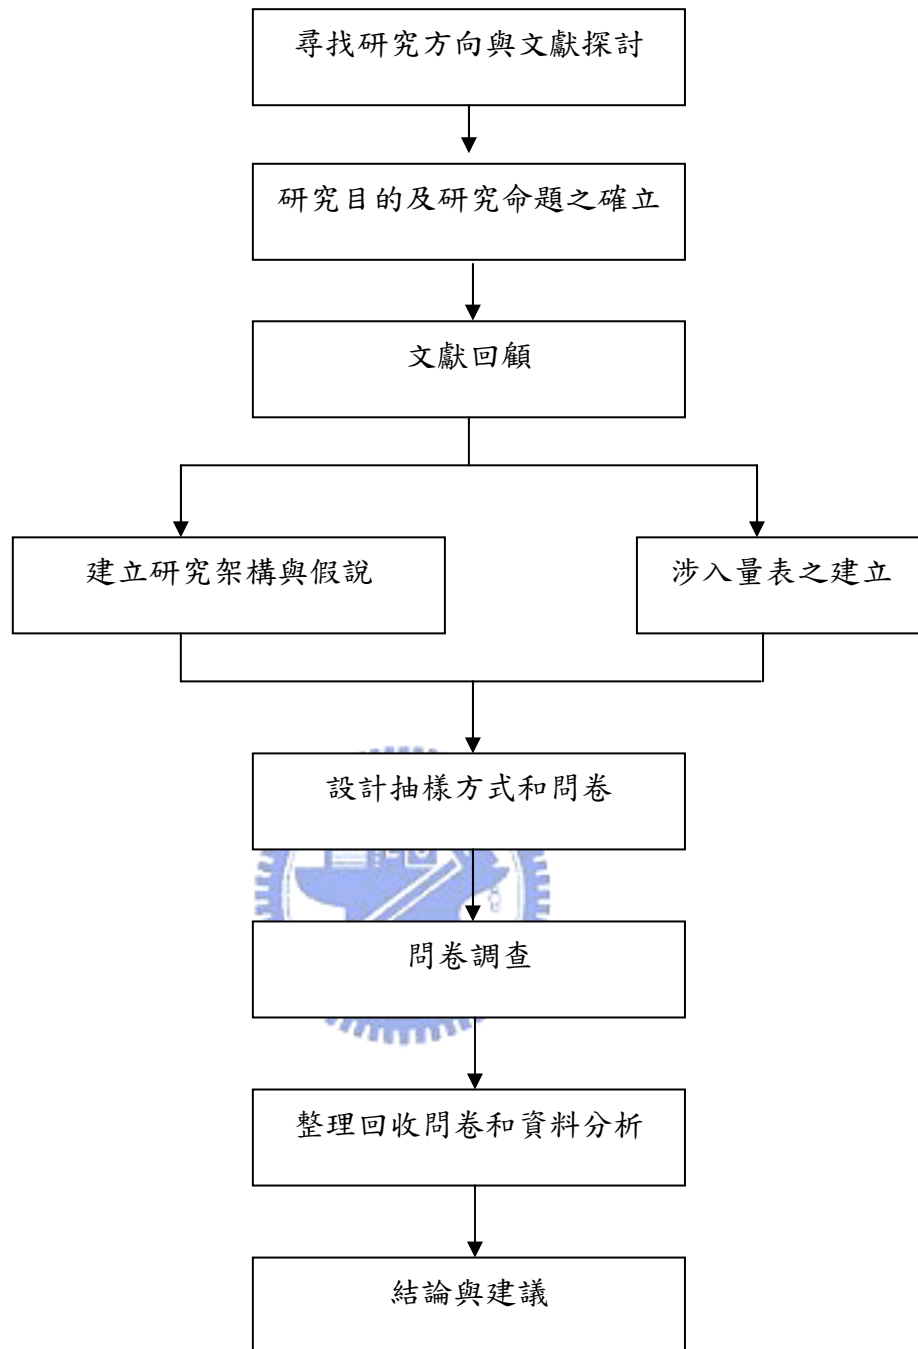 尋找研究方向與文獻探討
研究目的及研究命題之確立
文獻回顧
建立研究架構與假說
涉入量表之建立
設計抽樣方式和問卷
問卷調查
整理回收問卷和資料分析
結論與建議